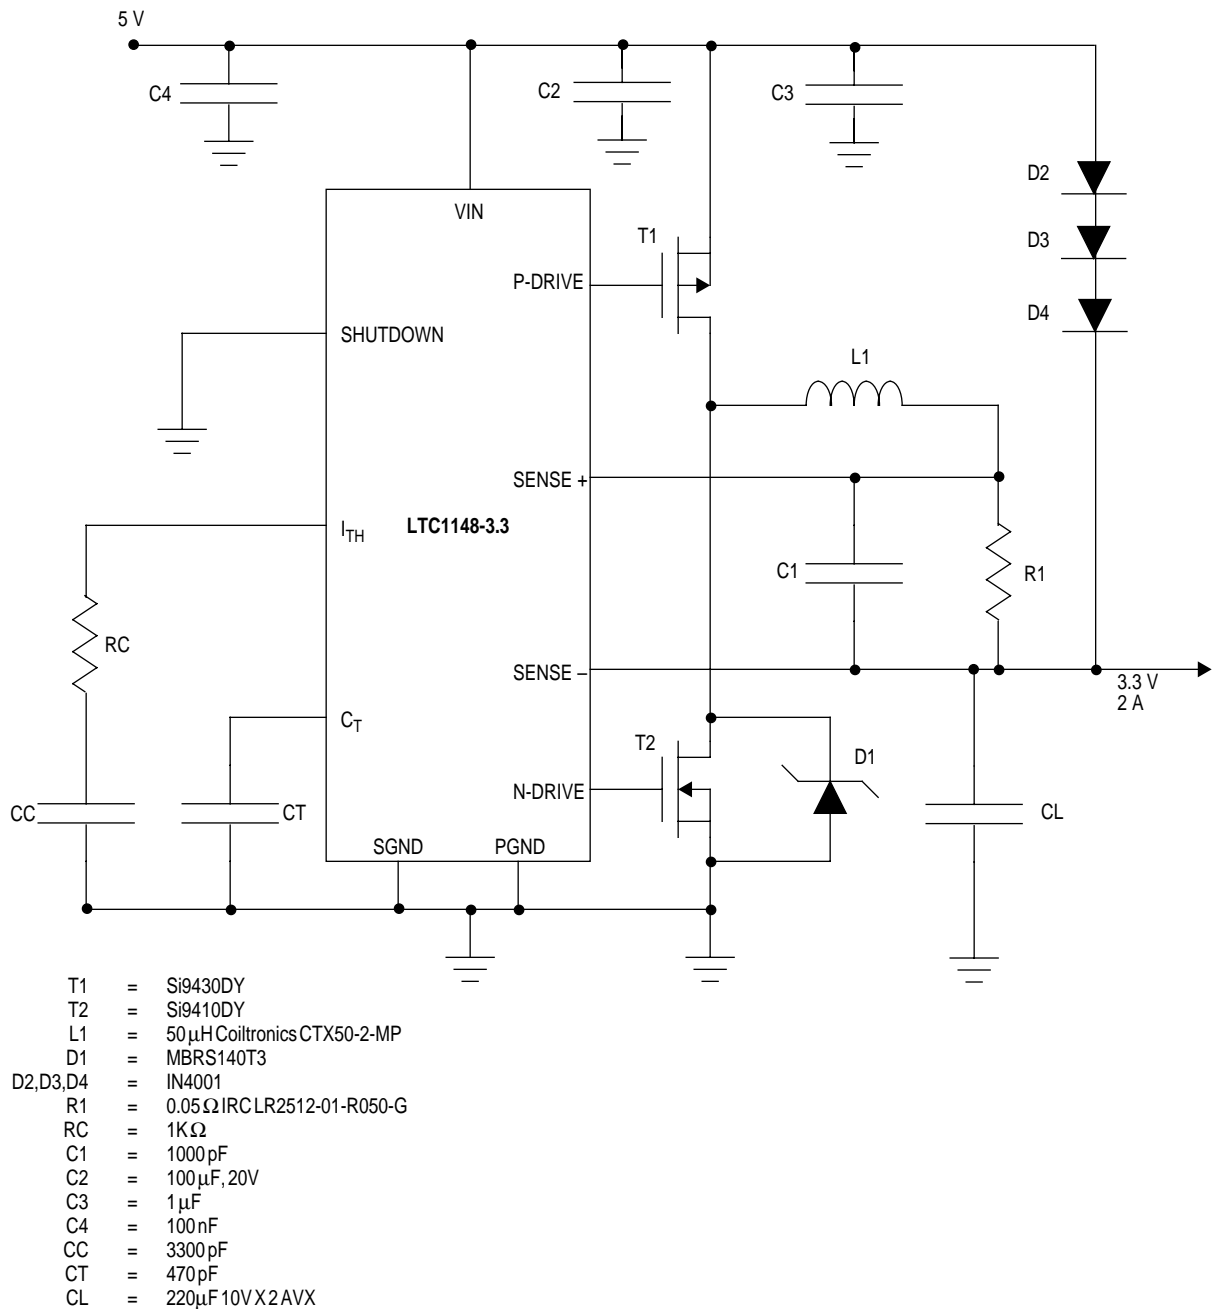 5 V
C4
C2
C3
D2
VIN
T1
D3
P-DRIVE
D4
SHUTDOWN
L1
SENSE +
I_TH
LTC1148-3.3
C1
R1
RC
SENSE –
3.3 V
2 A
C_T
T2
D1
N-DRIVE
CC
CT
CL
SGND
PGND
T1 = Si9430DY
T2 = Si9410DY
L1 = 50 µH Coiltronics CTX50-2-MP
D1 = MBRS140T3
D2,D3,D4 = IN4001
R1 = 0.05 Ω IRC LR2512-01-R050-G
RC = 1K Ω
C1 = 1000 pF
C2 = 100 µF, 20V
C3 = 1 µF
C4 = 100 nF
CC = 3300 pF
CT = 470 pF
CL = 220µF 10V X 2 AVX